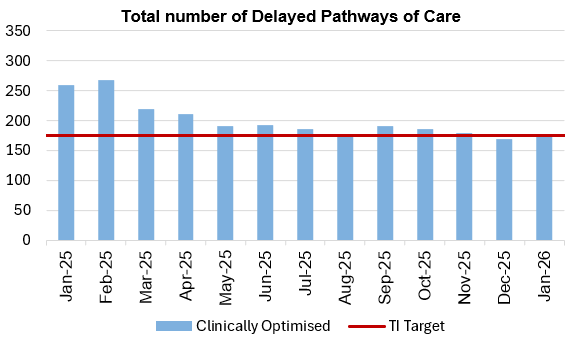 Total number of Delayed Pathways of Care
350
300
250
200
150
100
50
0
Jan-25 Feb-25 Mar-25 Apr-25 May-25 Jun-25 Jul-25 Aug-25 Sep-25 Oct-25 Nov-25 Dec-25 Jan-26
Clinically Optimised TI Target